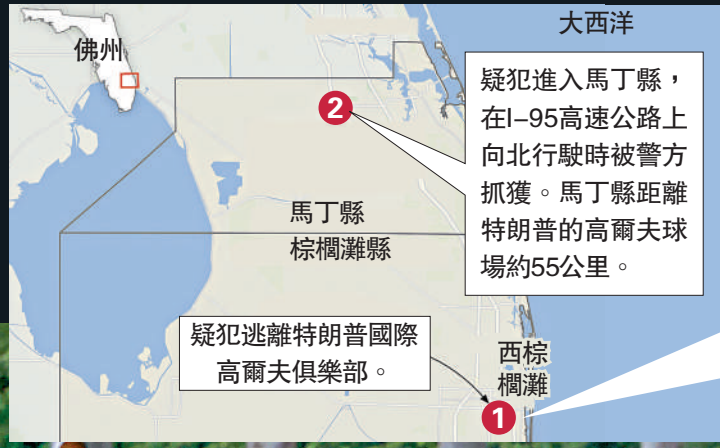 大西洋
佛州
疑犯進入馬丁縣，
在I-95高速公路上
向北行駛時被警方
抓獲。馬丁縣距離
特朗普的高爾夫球
場約55公里。
2
馬丁縣
棕櫚灘縣
疑犯逃離特朗普國際
高爾夫俱樂部。
西棕
櫚灘
1